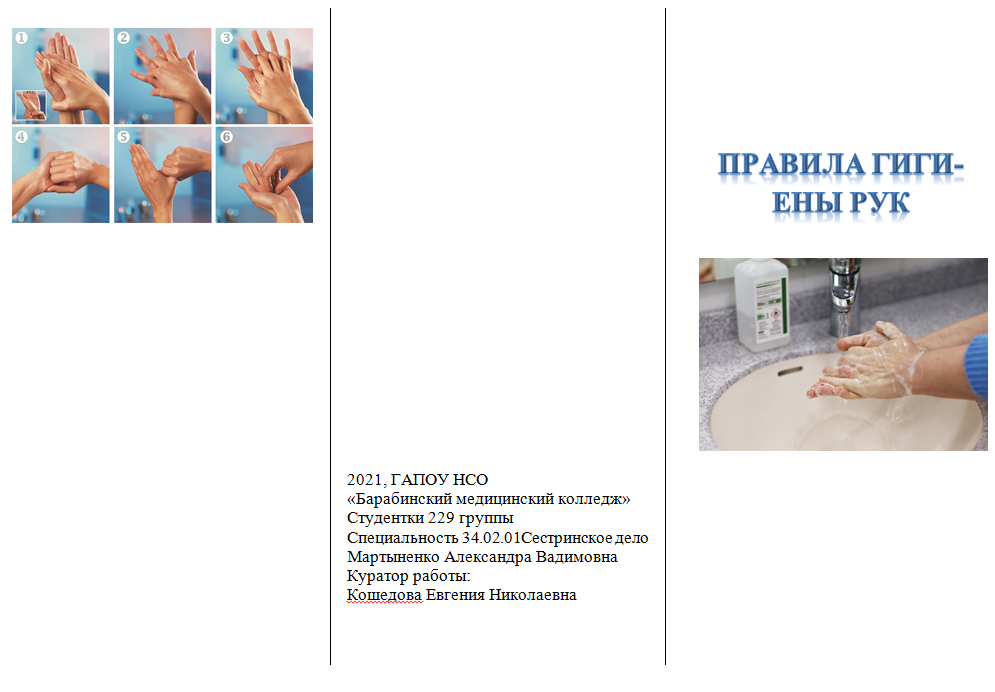 1
2
3
4
5
6
2021, ГАПОУ НСО
«Барабинский медицинский колледж»
Студентки 229 группы
Специальность 34.02.01Сестринское дело
Мартыненко Александра Вадимовна
Куратор работы:
Кошедова Евгения Николаевна
ПРАВИЛА ГИГИ-
ЕНЫ РУК